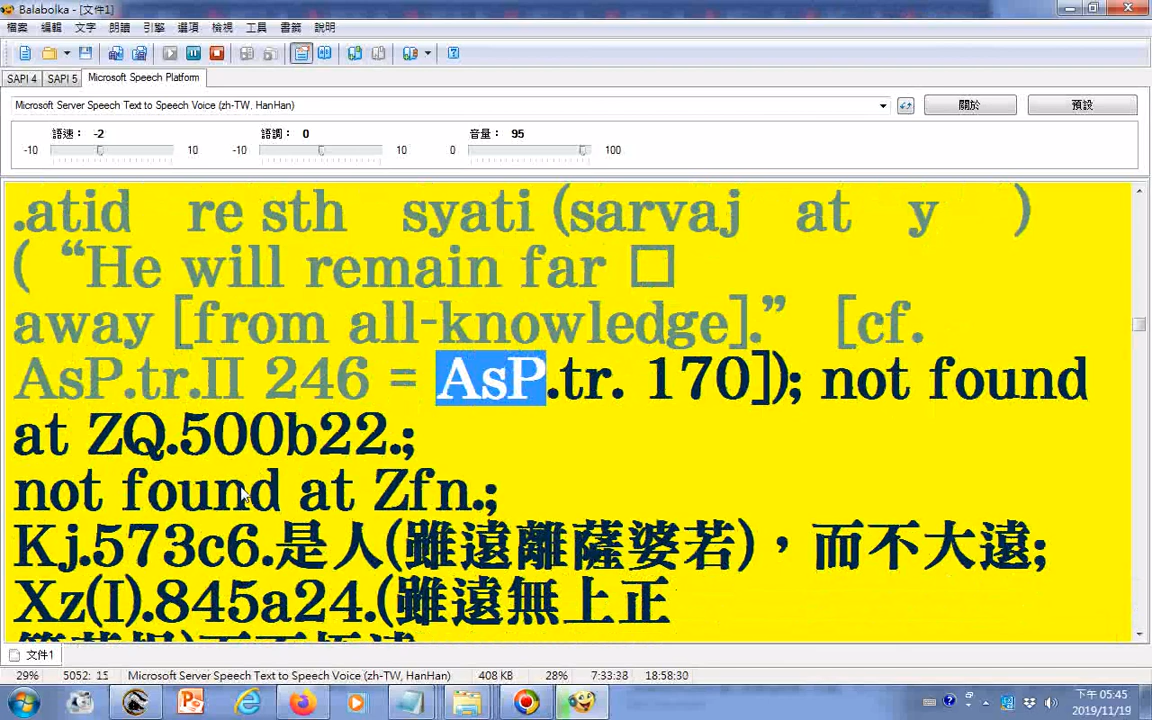 Balabolka - [文件1]
檔案 編輯 文字 朗讀 引擎 選項 檢視 工具 書籤 說明
SAPI 4 SAPI 5 Microsoft Speech Platform
Microsoft Server Speech Text to Speech Voice (zh-TW, HanHan) 關於 預設
語速： -2 語調： 0 音量： 95
-10 10 -10 10 0 100
.atid re sth syati (sarvaj at y )
( “He will remain far □
away [from all-knowledge].” [cf.
AsP.tr.II 246 = AsP.tr. 170]); not found
at ZQ.500b22.;
not found at Zfn.;
Kj.573c6.是人(雖遠離薩婆若)，而不大遠;
Xz(I).845a24.(雖遠無上正
文件1
29% 5052: 15 Microsoft Server Speech Text to Speech Voice (zh-TW, HanHan) 408 KB 28% 7:33:38 18:58:30
下午 05:45
2019/11/19